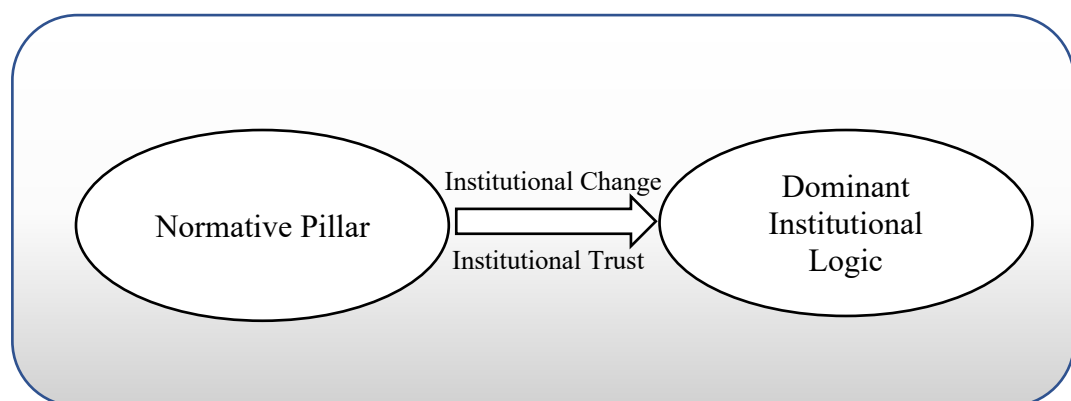 Normative Pillar
Institutional Change
Institutional Trust
Dominant
Institutional
Logic